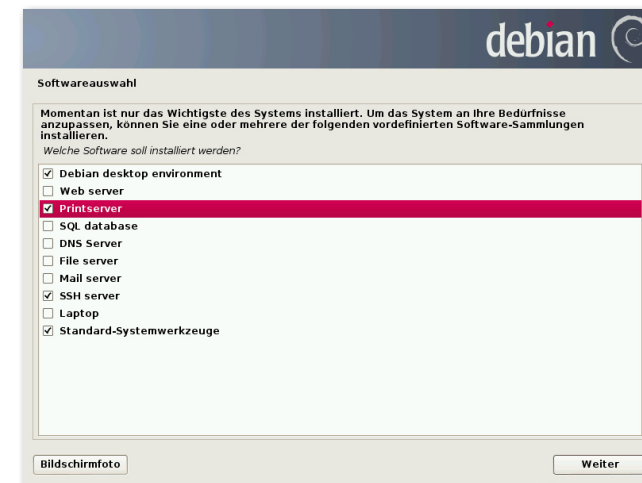 debian
Softwareauswahl
Momentan ist nur das Wichtigste des Systems installiert. Um das System an Ihre Bedürfnisse
anzupassen, können Sie eine oder mehrere der folgenden vordefinierten Software-Sammlungen
installieren.
Welche Software soll installiert werden?
Debian desktop environment
Web server
Printserver
SQL database
DNS Server
File server
Mail server
SSH server
Laptop
Standard-Systemwerkzeuge
Bildschirmfoto
Weiter